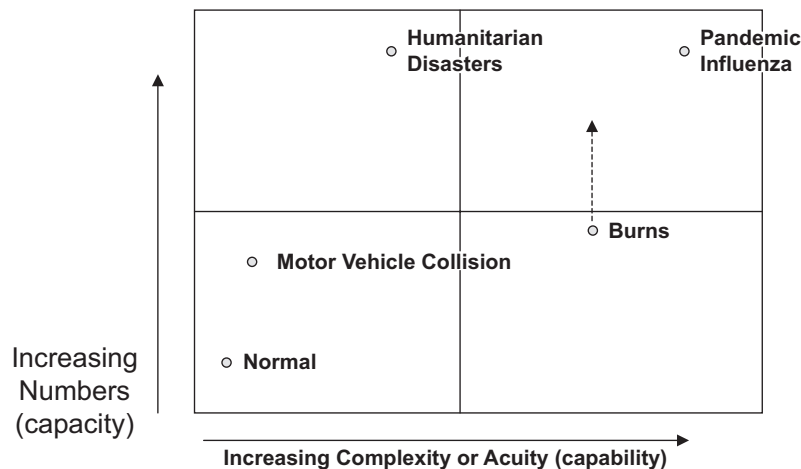 Humanitarian
Disasters
Pandemic
Influenza
Burns
Motor Vehicle Collision
Normal
Increasing
Numbers
(capacity)
Increasing Complexity or Acuity (capability)